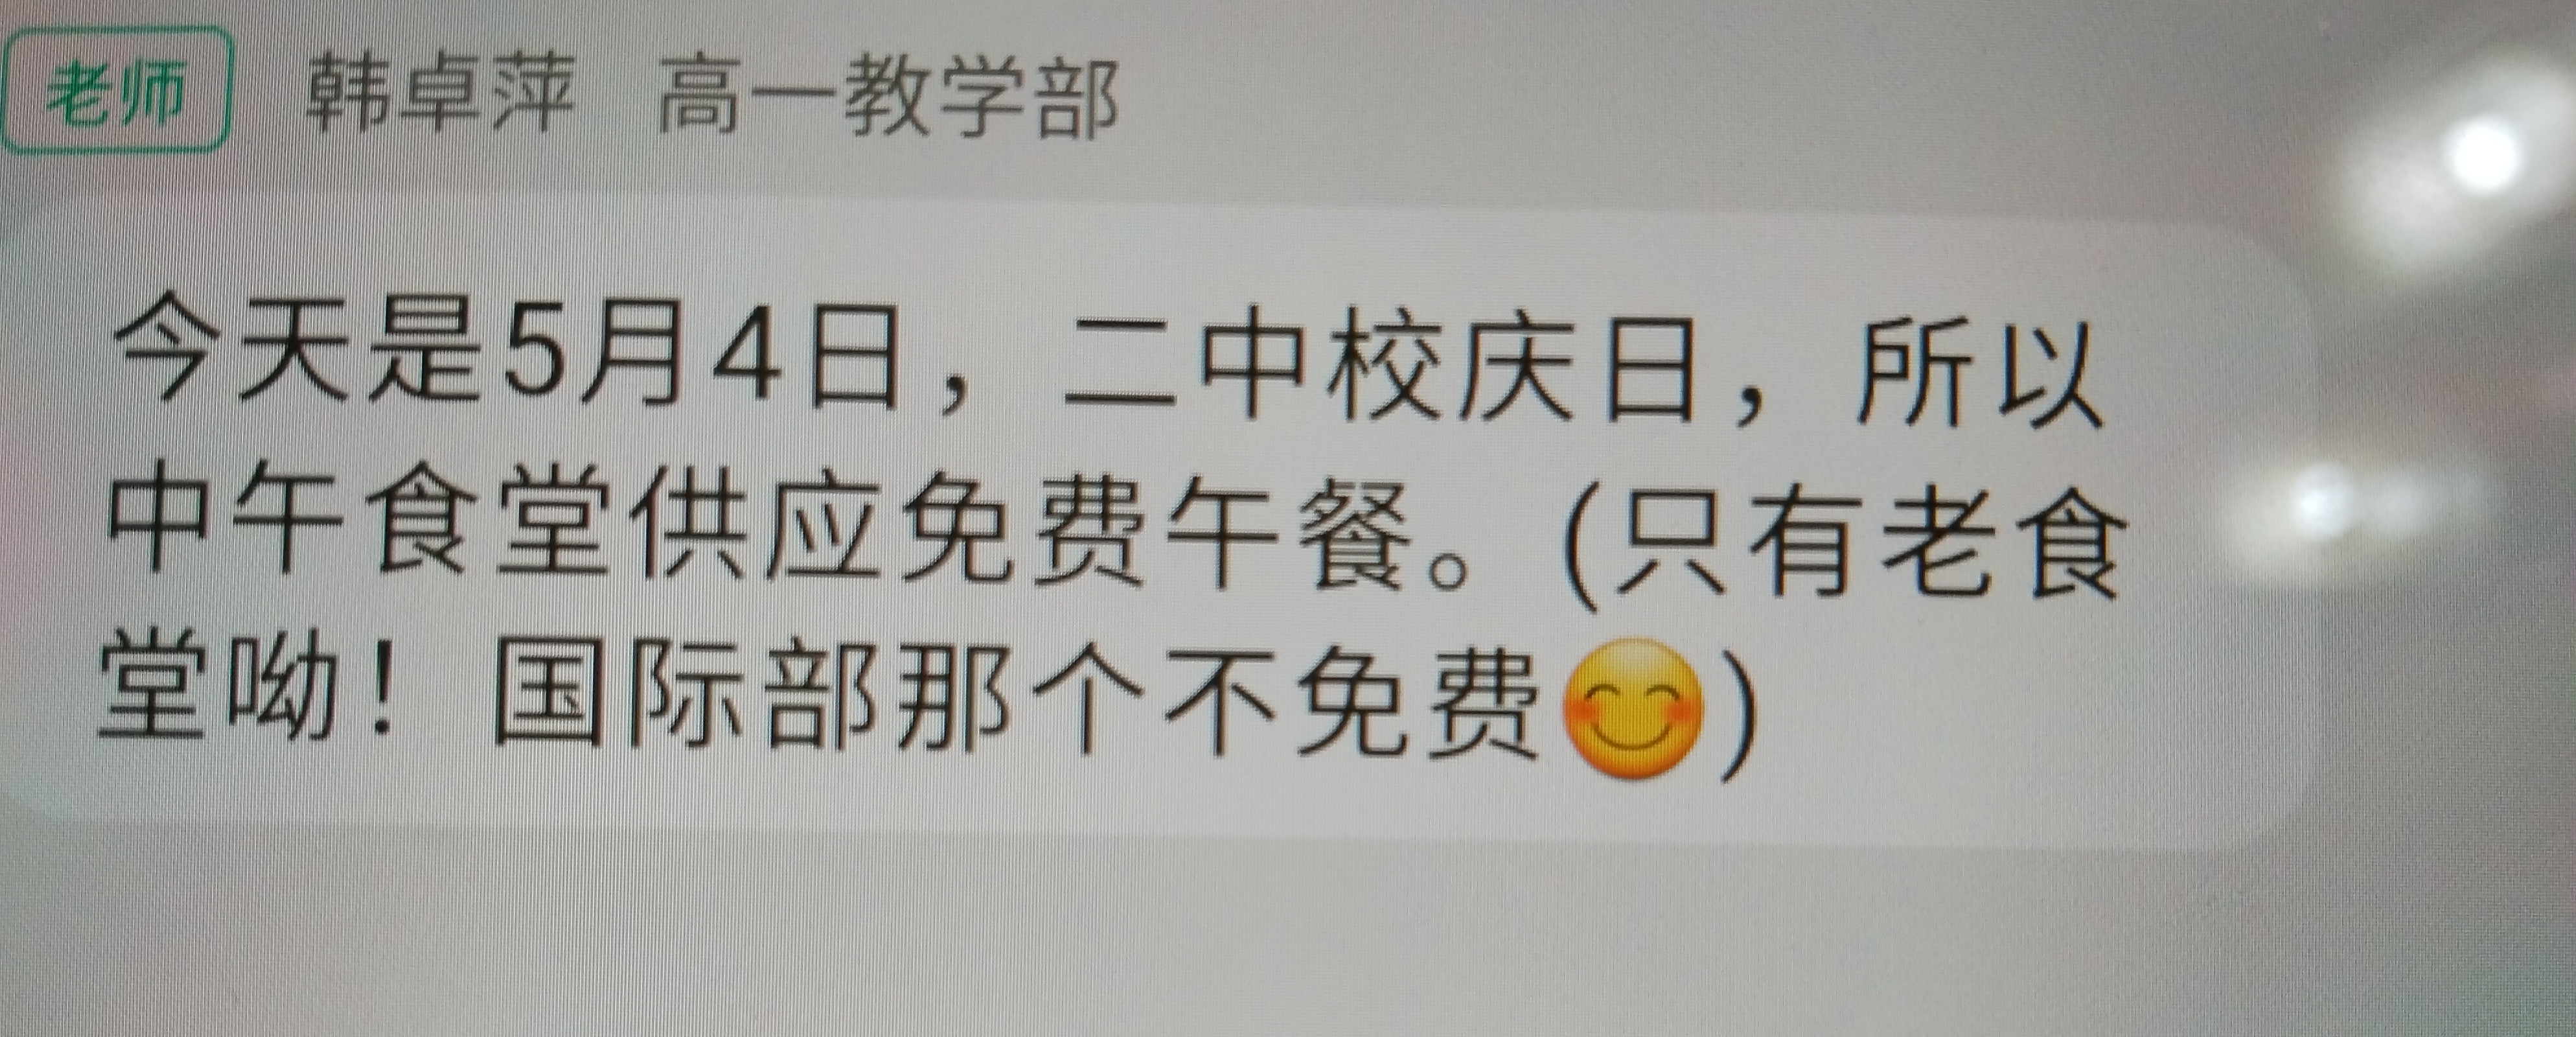 老师 韩卓萍 高一教学部
今天是5月4日，二中校庆日，所以
中午食堂供应免费午餐。(只有老食
堂呦！国际部那个不免费😊)